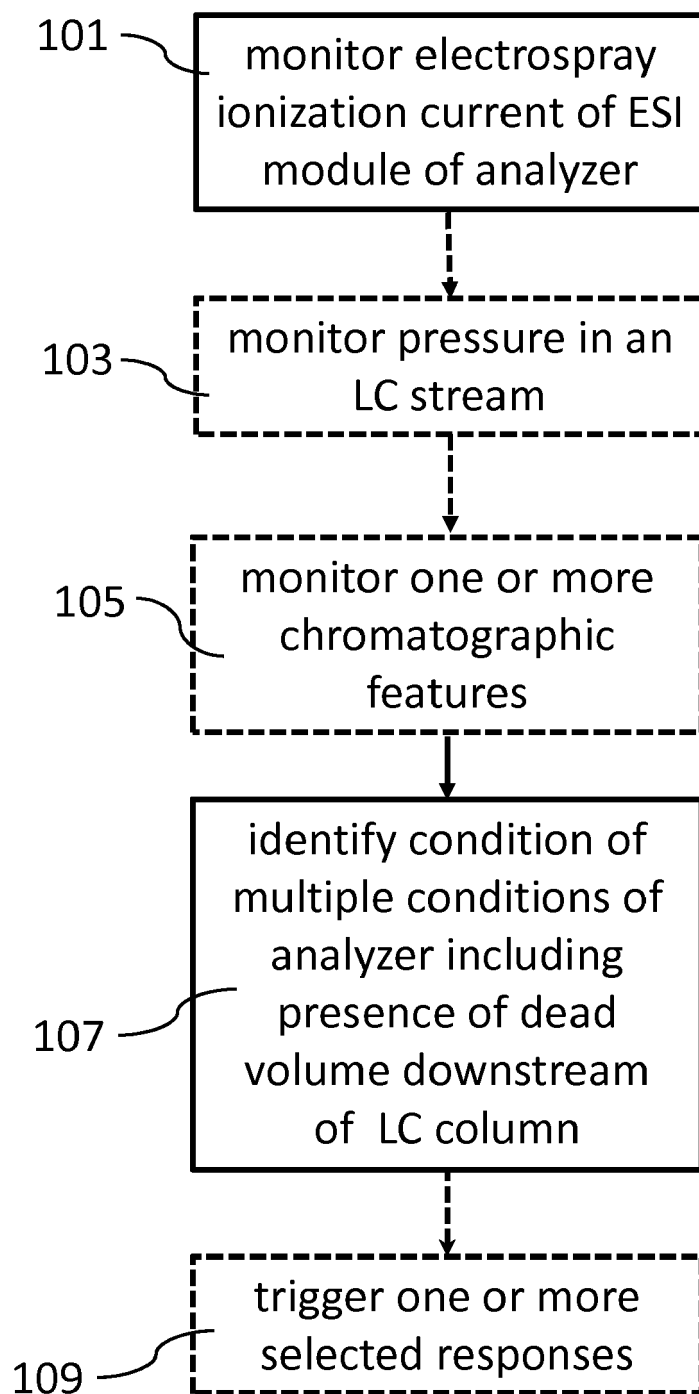 101
monitor electrospray
ionization current of ESI
module of analyzer
103
monitor pressure in an
LC stream
105
monitor one or more
chromatographic
features
107
identify condition of
multiple conditions of
analyzer including
presence of dead
volume downstream
of LC column
109
trigger one or more
selected responses